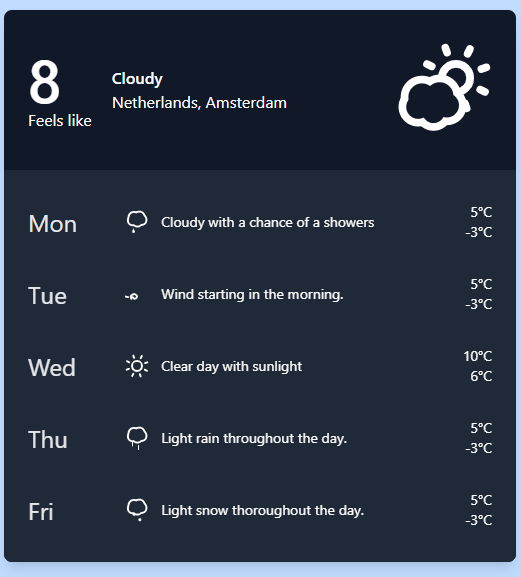 8
Feels like
Cloudy
Netherlands, Amsterdam
Mon
Cloudy with a chance of a showers
5°C
-3°C
Tue
Wind starting in the morning.
5°C
-3°C
Wed
Clear day with sunlight
10°C
6°C
Thu
Light rain throughout the day.
5°C
-3°C
Fri
Light snow thoroughout the day.
5°C
-3°C